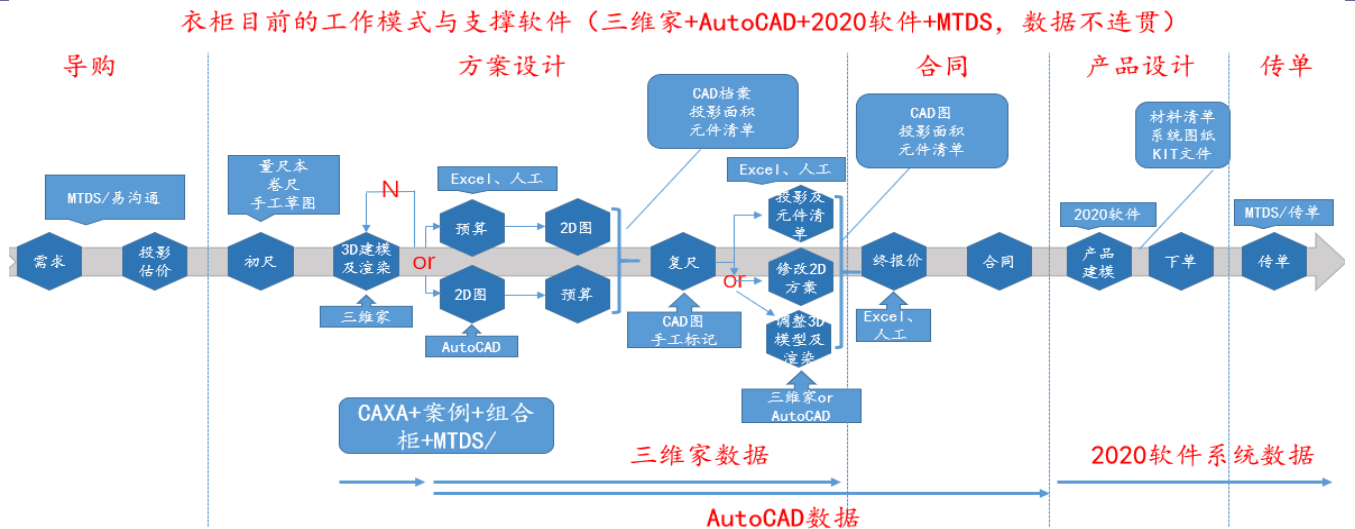 衣柜目前的工作模式与支撑软件（三维家+AutoCAD+2020软件+MTDS，数据不连贯）
导购
方案设计
合同
产品设计
传单
CAD档案
投影面积
元件清单
CAD图
投影面积
元件清单
材料清单
系统图纸
KIT文件
量尺本
卷尺
手工草图
MTDS/易沟通
N
Excel、人工
Excel、人工
2020软件
MTDS/传单
需求
投影
估价
初尺
3D建模
及渲染
or
预算
2D图
2D图
预算
复尺
or
投影及
元件清
单
修改2D
方案
调整3D
模型及
渲染
终报价
合同
产品
建模
下单
传单
三维家
AutoCAD
CAD图
手工标记
Excel、
人工
三维家or
AutoCAD
CAXA+案例+组合
柜+MTDS/
三维家数据
2020软件系统数据
AutoCAD数据